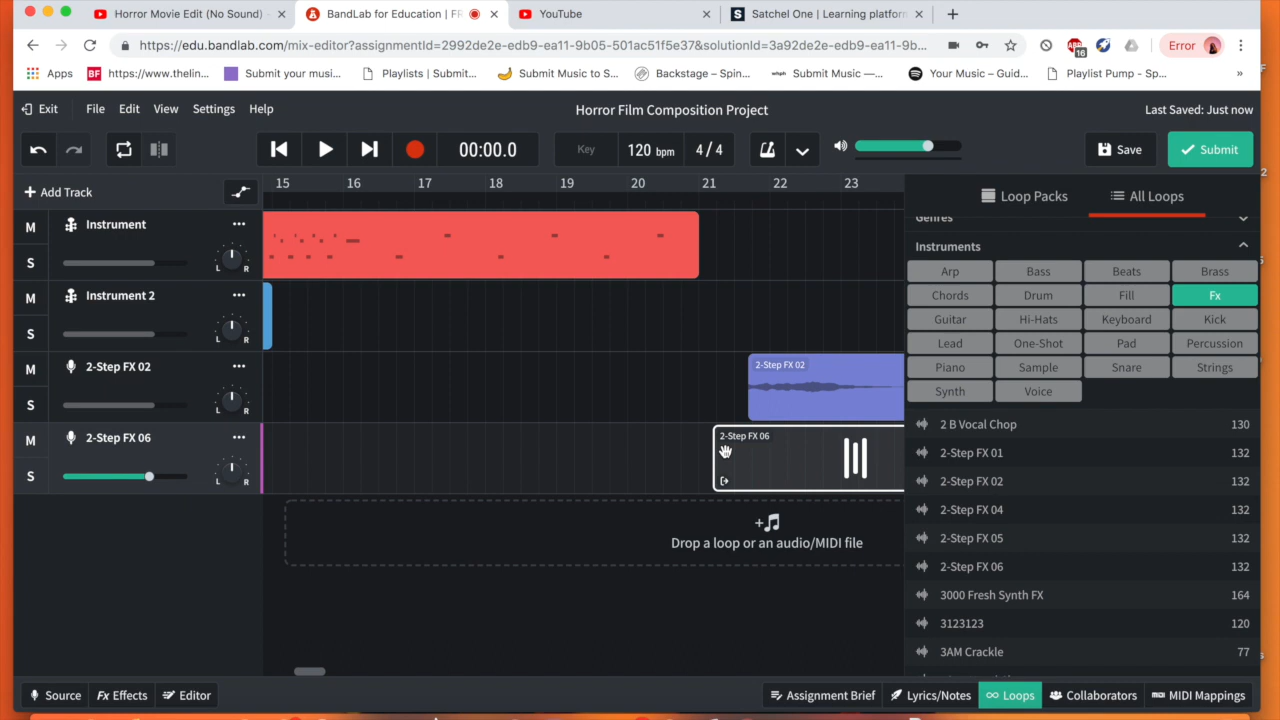 Horror Movie Edit (No Sound)
BandLab for Education | FR
YouTube
Satchel One | Learning platform
https://edu.bandlab.com/mix-editor?assignmentId=2992de2e-edb9-ea11-9b05-501ac51f5e37&solutionId=3a92de2e-edb9-ea11-9b...
ABP
16
Error
Apps
BF
https://www.thelin...
Submit your musi...
Playlists | Submit...
Submit Music to S...
Backstage – Spin...
whph
Submit Music —...
Your Music – Guid...
Playlist Pump - Sp...
»
Exit
File
Edit
View
Settings
Help
Horror Film Composition Project
Last Saved: Just now
00:00.0
Key
120 bpm
4 / 4
Save
Submit
+ Add Track
15
16
17
18
19
20
21
22
23
Loop Packs
All Loops
M
Instrument
...
S
L
R
M
Instrument 2
...
S
L
R
M
2-Step FX 02
...
S
L
R
2-Step FX 02
M
2-Step FX 06
...
S
L
R
2-Step FX 06
Drop a loop or an audio/MIDI file
Genres
Instruments
Arp
Bass
Beats
Brass
Chords
Drum
Fill
Fx
Guitar
Hi-Hats
Keyboard
Kick
Lead
One-Shot
Pad
Percussion
Piano
Sample
Snare
Strings
Synth
Voice
2 B Vocal Chop 130
2-Step FX 01 132
2-Step FX 02 132
2-Step FX 04 132
2-Step FX 05 132
2-Step FX 06 132
3000 Fresh Synth FX 164
3123123 120
3AM Crackle 77
Source
Fx Effects
Editor
Assignment Brief
Lyrics/Notes
Loops
Collaborators
MIDI Mappings